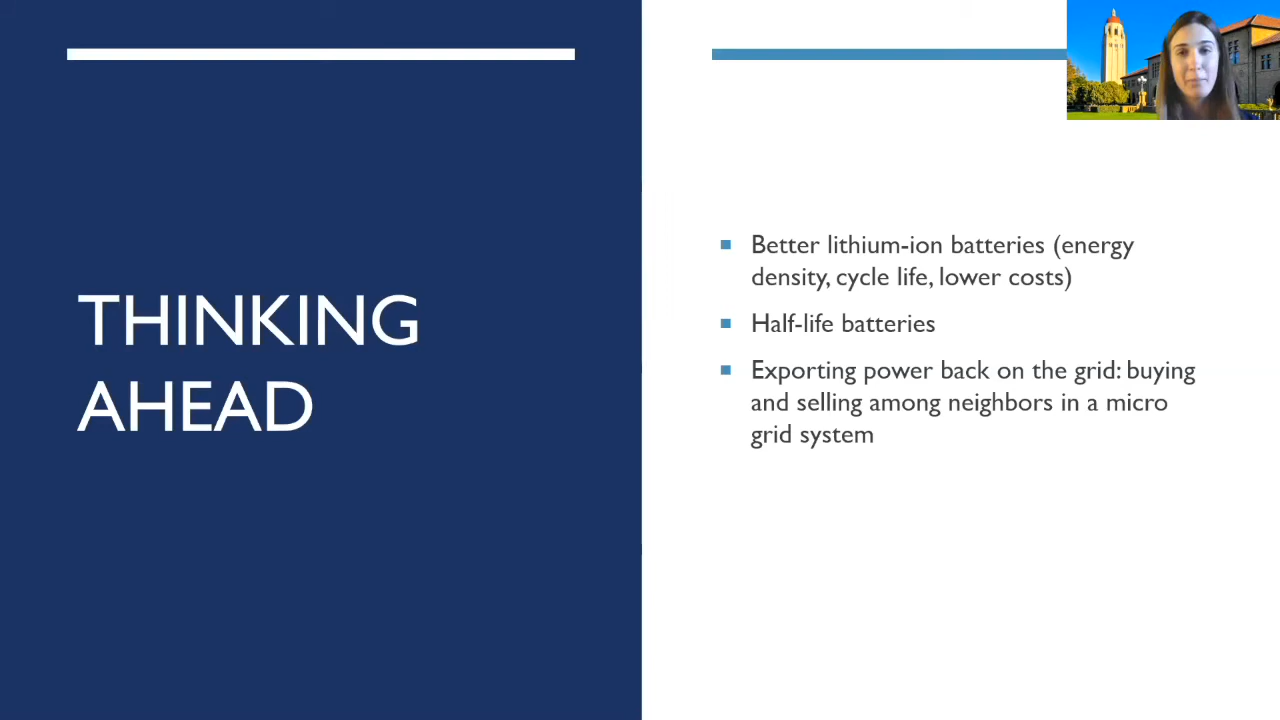 THINKING
AHEAD
Better lithium-ion batteries (energy
density, cycle life, lower costs)
Half-life batteries
Exporting power back on the grid: buying
and selling among neighbors in a micro
grid system